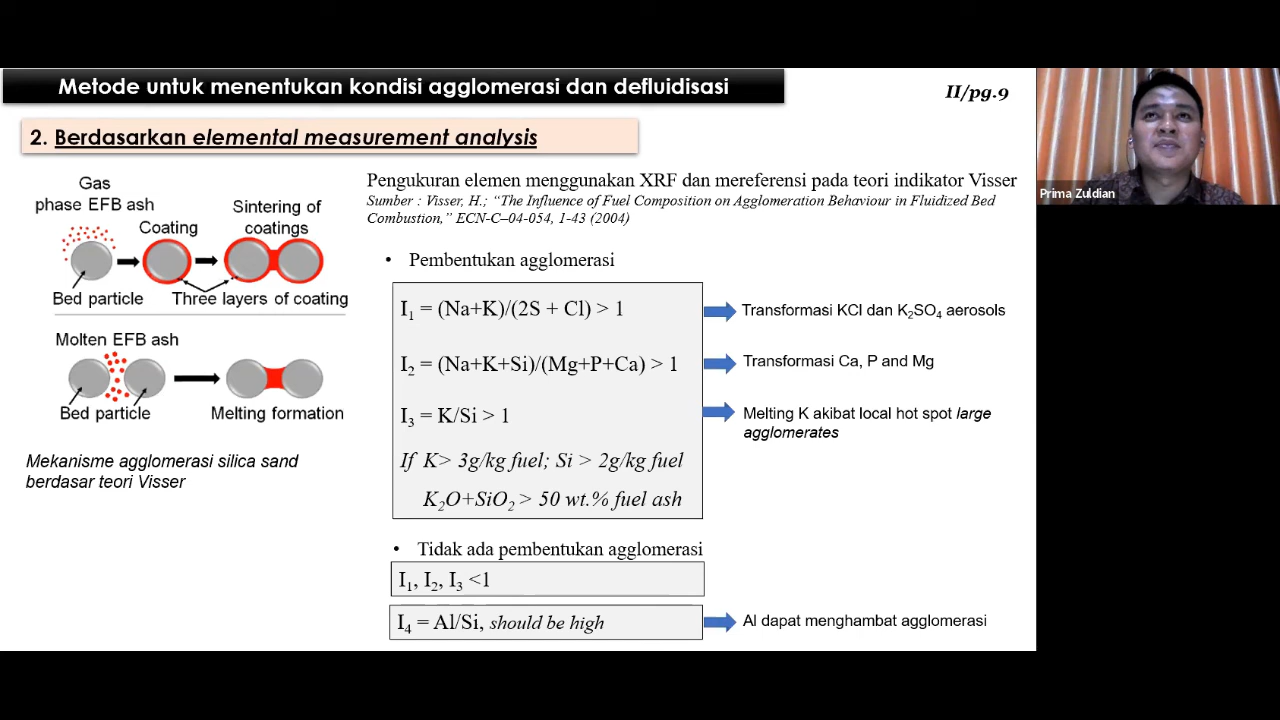 Metode untuk menentukan kondisi agglomerasi dan defluidisasi
II/pg.9
2. Berdasarkan elemental measurement analysis
Gas
phase EFB ash
Coating
Sintering of
coatings
Bed particle
Three layers of coating
Molten EFB ash
Bed particle
Melting formation
Mekanisme agglomerasi silica sand
berdasar teori Visser
Pengukuran elemen menggunakan XRF dan mereferensi pada teori indikator Visser
Sumber : Visser, H.; “The Influence of Fuel Composition on Agglomeration Behaviour in Fluidized Bed
Combustion,” ECN-C–04-054, 1-43 (2004)
• Pembentukan agglomerasi
I₁ = (Na+K)/(2S + Cl) > 1
Transformasi KCl dan K₂SO₄ aerosols
I₂ = (Na+K+Si)/(Mg+P+Ca) > 1
Transformasi Ca, P and Mg
I₃ = K/Si > 1
Melting K akibat local hot spot large
agglomerates
If K> 3g/kg fuel; Si > 2g/kg fuel
K₂O+SiO₂ > 50 wt.% fuel ash
• Tidak ada pembentukan agglomerasi
I₁, I₂, I₃ <1
I₄ = Al/Si, should be high
Al dapat menghambat agglomerasi
Prima Zuldian